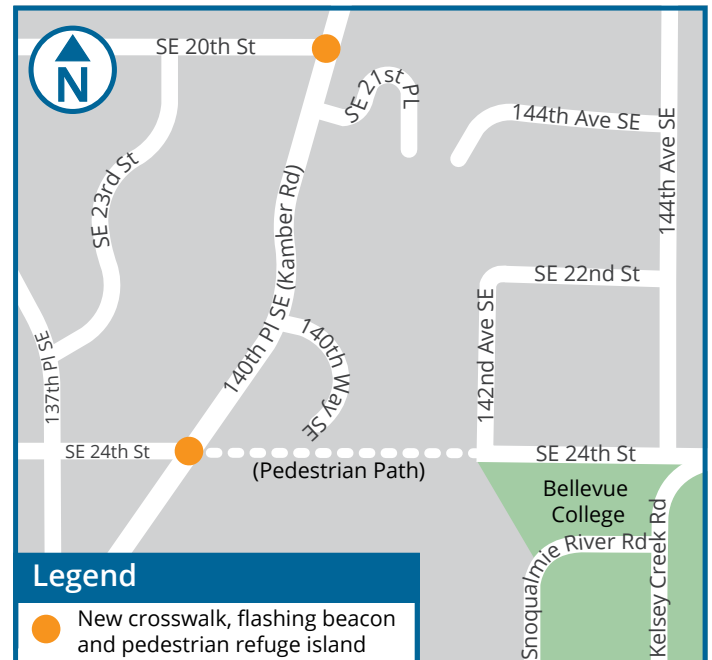 N
SE 20th St
SE 21st PL
144th Ave SE
144th Ave SE
SE 23rd St
140th Pl SE (Kamber Rd)
SE 22nd St
142nd Ave SE
137th Pl SE
140th Way SE
SE 24th St
(Pedestrian Path)
SE 24th St
Bellevue
College
Snoqualmie River Rd
Kelsey Creek Rd
Legend
New crosswalk, flashing beacon
and pedestrian refuge island